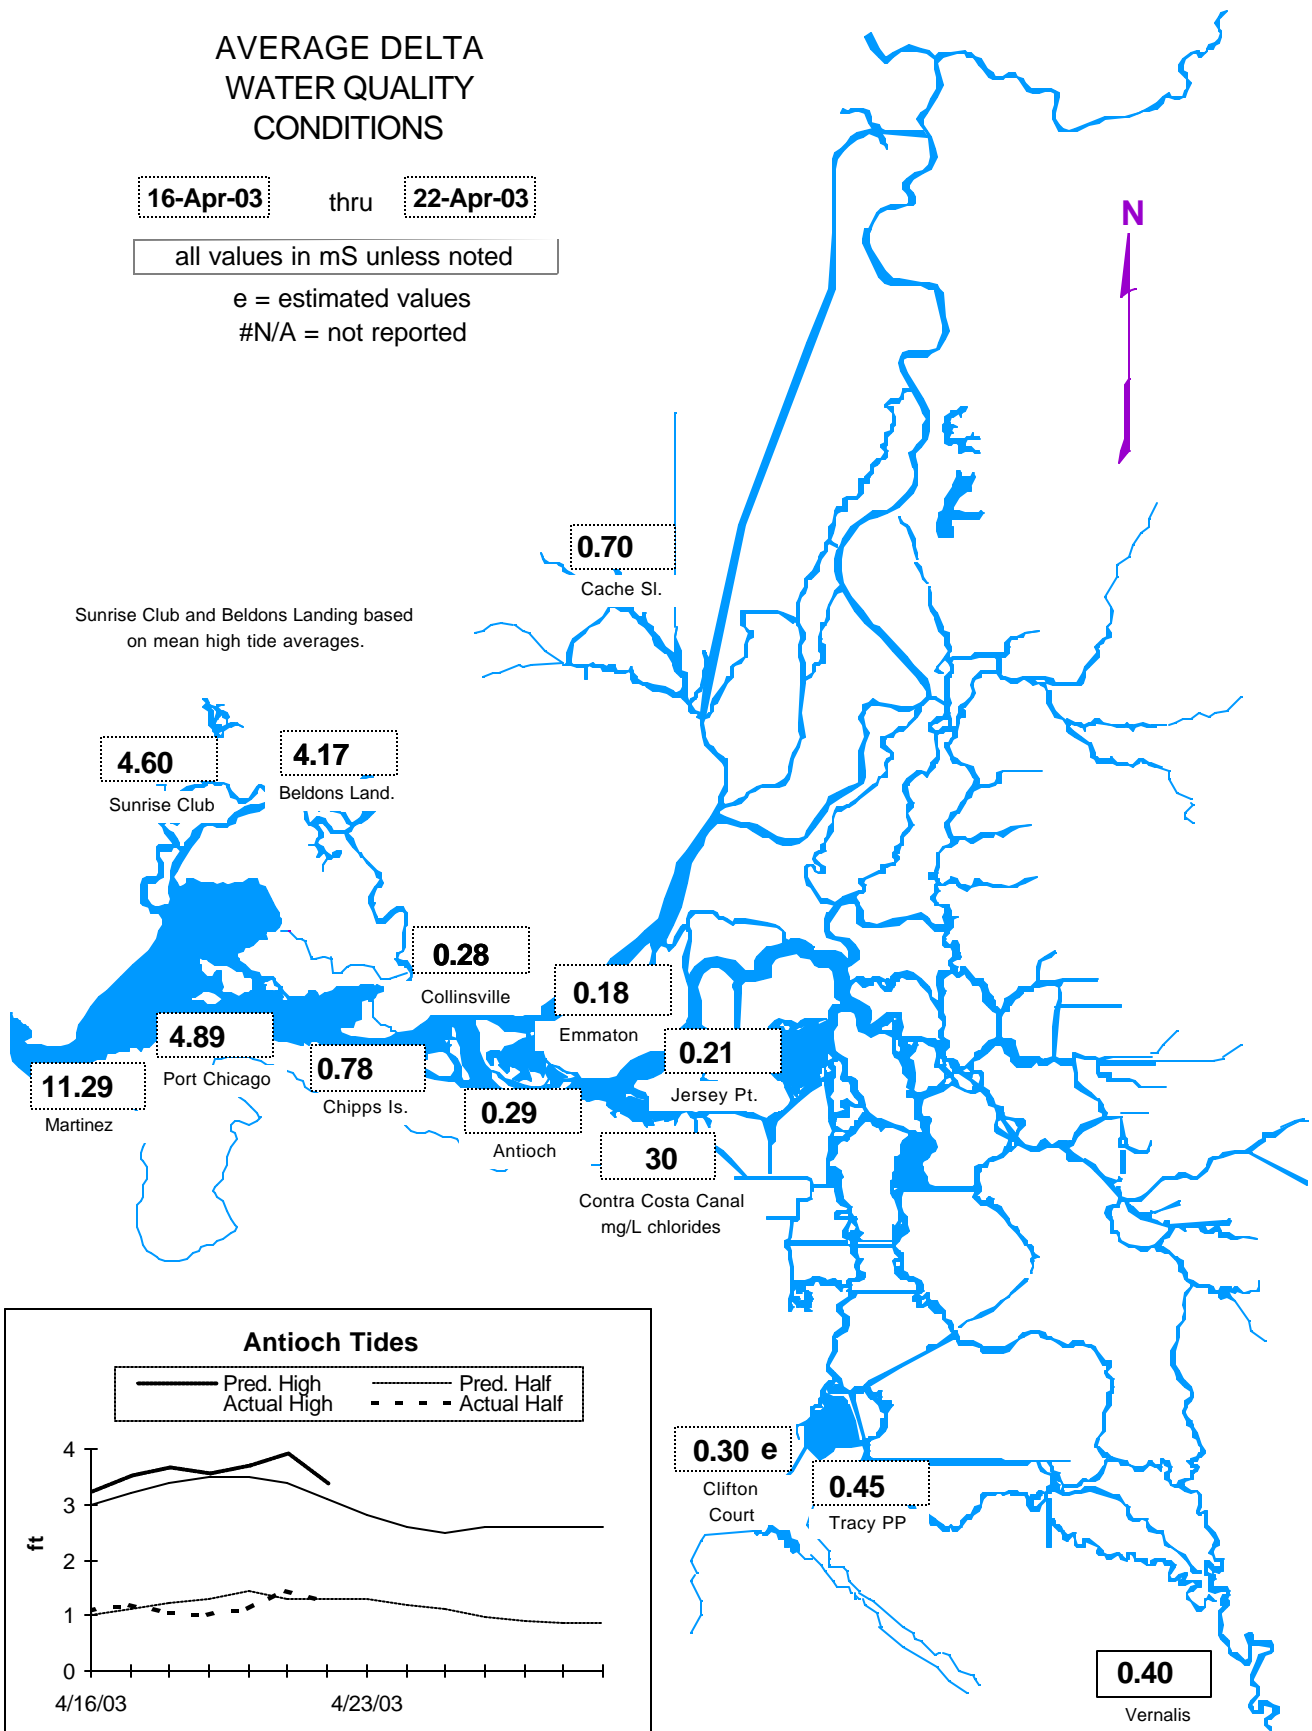 AVERAGE DELTA
WATER QUALITY
CONDITIONS
16-Apr-03 thru 22-Apr-03
all values in mS unless noted
e = estimated values
#N/A = not reported
N
0.70
Cache Sl.
Sunrise Club and Beldons Landing based
on mean high tide averages.
4.60
Sunrise Club
4.17
Beldons Land.
0.28
Collinsville
0.18
Emmaton
4.89
Port Chicago
0.21
Jersey Pt.
11.29
Martinez
0.78
Chipps Is.
0.29
Antioch
30
Contra Costa Canal
mg/L chlorides
Antioch Tides
Pred. High Pred. Half
Actual High Actual Half
4
3
2
1
0
ft
4/16/03 4/23/03
0.30 e
Clifton
Court
0.45
Tracy PP
0.40
Vernalis